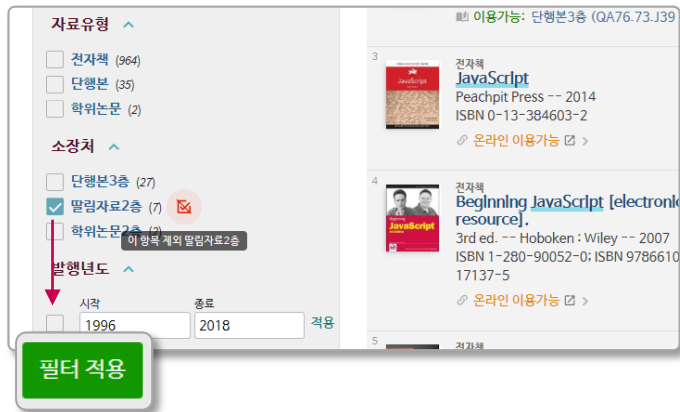 자료유형
전자책 (964)
단행본 (35)
학위논문 (2)
소장처
단행본3층 (27)
딸림자료2층 (7)
학위논문2층 (2)
이 항목 제외 딸림자료2층
발행년도
시작 종료
1996 2018 적용
필터 적용
이용가능: 단행본3층 (QA76.73.J39
3
전자책
JavaScript
JavaScript
Peachpit Press -- 2014
ISBN 0-13-384603-2
온라인 이용가능
4
전자책
Beginning JavaScript [electronic
resource].
Beginning
JavaScript
3rd ed. -- Hoboken : Wiley -- 2007
ISBN 1-280-90052-0; ISBN 9786610
17137-5
온라인 이용가능
5
전자책